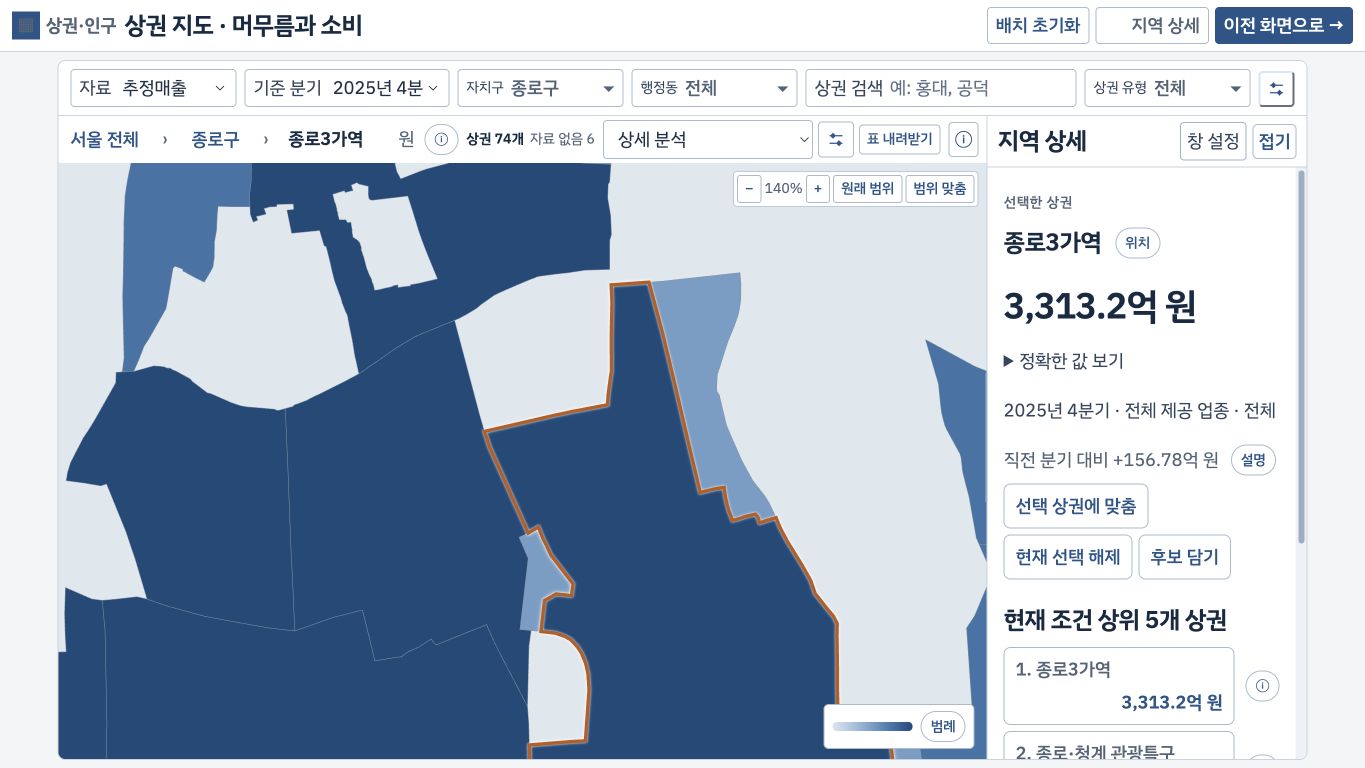 상권·인구 상권 지도 · 머무름과 소비
배치 초기화
지역 상세
이전 화면으로 →
자료 추정매출
기준 분기 2025년 4분
자치구 종로구
행정동 전체
상권 검색 예: 홍대, 공덕
상권 유형 전체
서울 전체 › 종로구 › 종로3가역
원
상권 74개 자료 없음 6
상세 분석
표 내려받기
− 140% + 원래 범위 범위 맞춤
범례
지역 상세
창 설정
접기
선택한 상권
종로3가역 위치
3,313.2억 원
▶ 정확한 값 보기
2025년 4분기 · 전체 제공 업종 · 전체
직전 분기 대비 +156.78억 원 설명
선택 상권에 맞춤
현재 선택 해제 후보 담기
현재 조건 상위 5개 상권
1. 종로3가역
3,313.2억 원
2. 종로·청계 관광특구